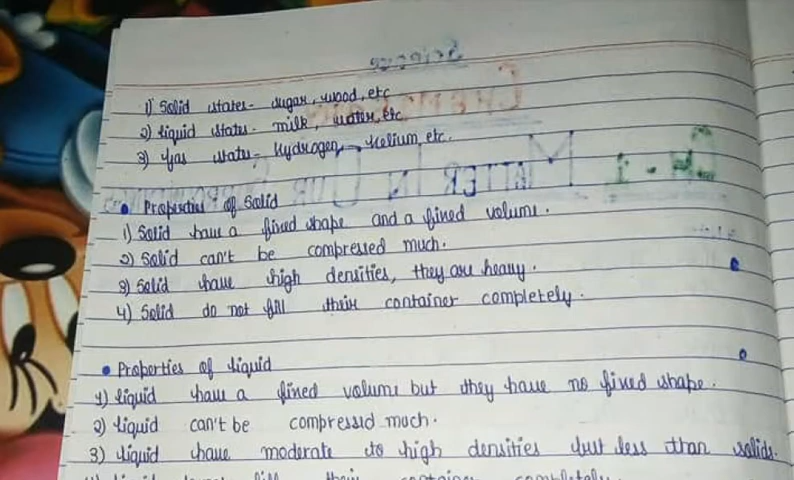 1) Solid states- sugar, wood, etc
2) liquid states- milk, water, etc.
3) Gas states- Hydrogen, Helium, etc.
• Properties of Solid
1) Solid have a fixed shape and a fixed volume.
2) Solid can't be compressed much.
3) Solid have high densities, they are heavy.
4) Solid do not fill their container completely.
• Properties of liquid
1) liquid have a fixed volume but they have no fixed shape.
2) liquid can't be compressed much.
3) liquid have moderate to high densities but less than solids.